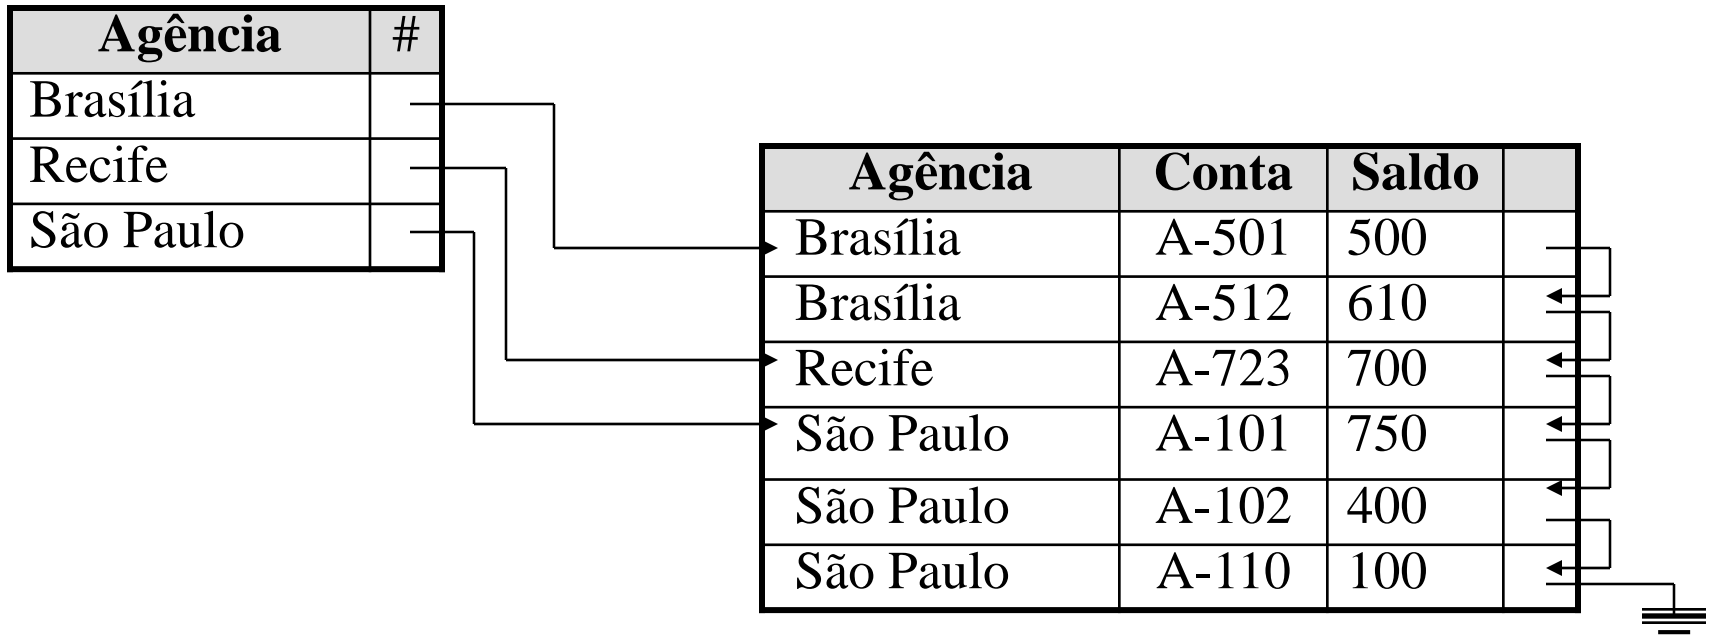 Agência #
Brasília
Recife
São Paulo
Agência Conta Saldo
Brasília A-501 500
Brasília A-512 610
Recife A-723 700
São Paulo A-101 750
São Paulo A-102 400
São Paulo A-110 100